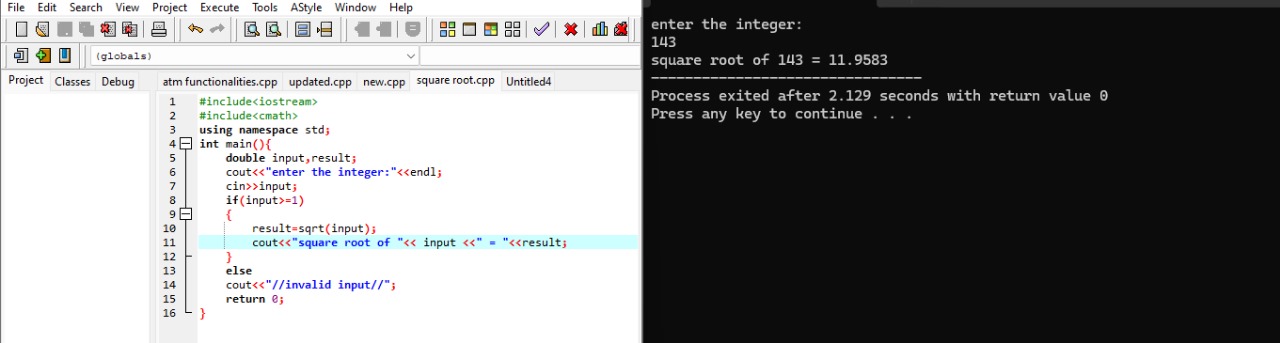 File Edit Search View Project Execute Tools AStyle Window Help
(globals)
Project Classes Debug
atm functionalities.cpp updated.cpp new.cpp square root.cpp Untitled4
1 #include<iostream>
2 #include<cmath>
3 using namespace std;
4 int main(){
5 double input,result;
6 cout<<"enter the integer:"<<endl;
7 cin>>input;
8 if(input>=1)
9 {
10 result=sqrt(input);
11 cout<<"square root of "<< input <<" = "<<result;
12 }
13 else
14 cout<<"//invalid input//";
15 return 0;
16 }
enter the integer:
143
square root of 143 = 11.9583
--------------------------------
Process exited after 2.129 seconds with return value 0
Press any key to continue . . .